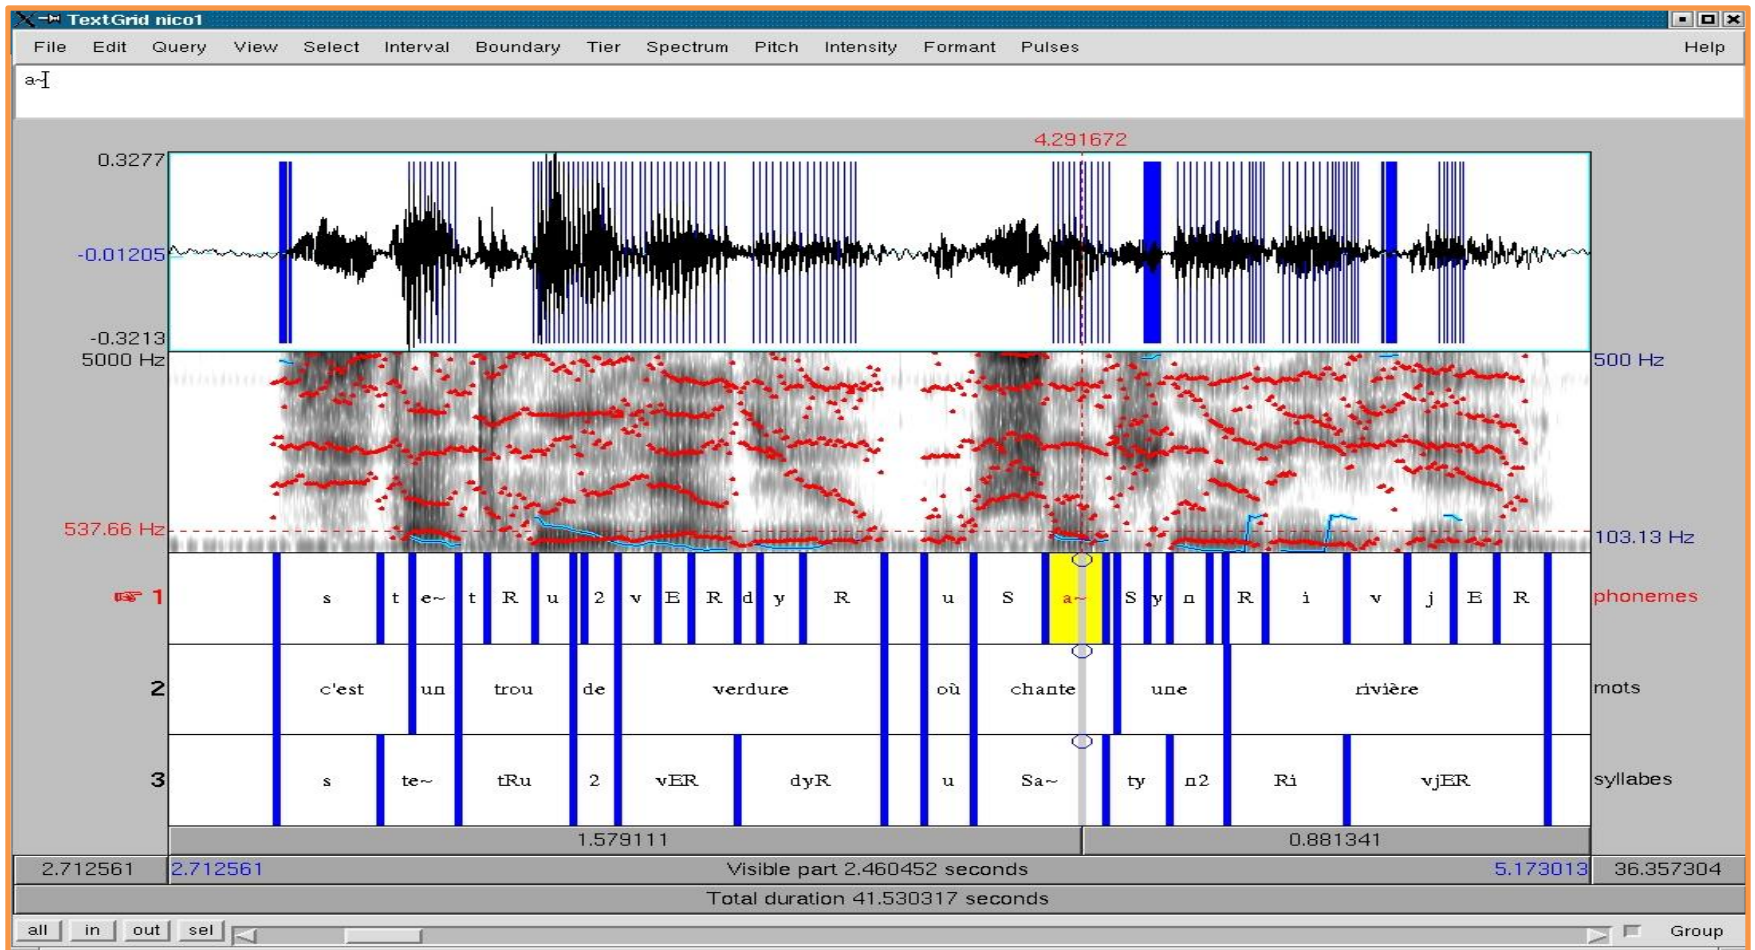 TextGrid nico1
File Edit Query View Select Interval Boundary Tier Spectrum Pitch Intensity Formant Pulses Help
a~
4.291672
0.3277
-0.01205
-0.3213
5000 Hz 500 Hz
537.66 Hz 103.13 Hz
1 s t e~ t R u 2 v E R d y R u S a~ S y n R i v j E R phonemes
2 c'est un trou de verdure où chante une rivière mots
3 s te~ tRu 2 vER dyR u Sa~ ty n2 Ri vjER syllabes
1.579111 0.881341
2.712561 2.712561 Visible part 2.460452 seconds 5.173013 36.357304
Total duration 41.530317 seconds
all in out sel Group